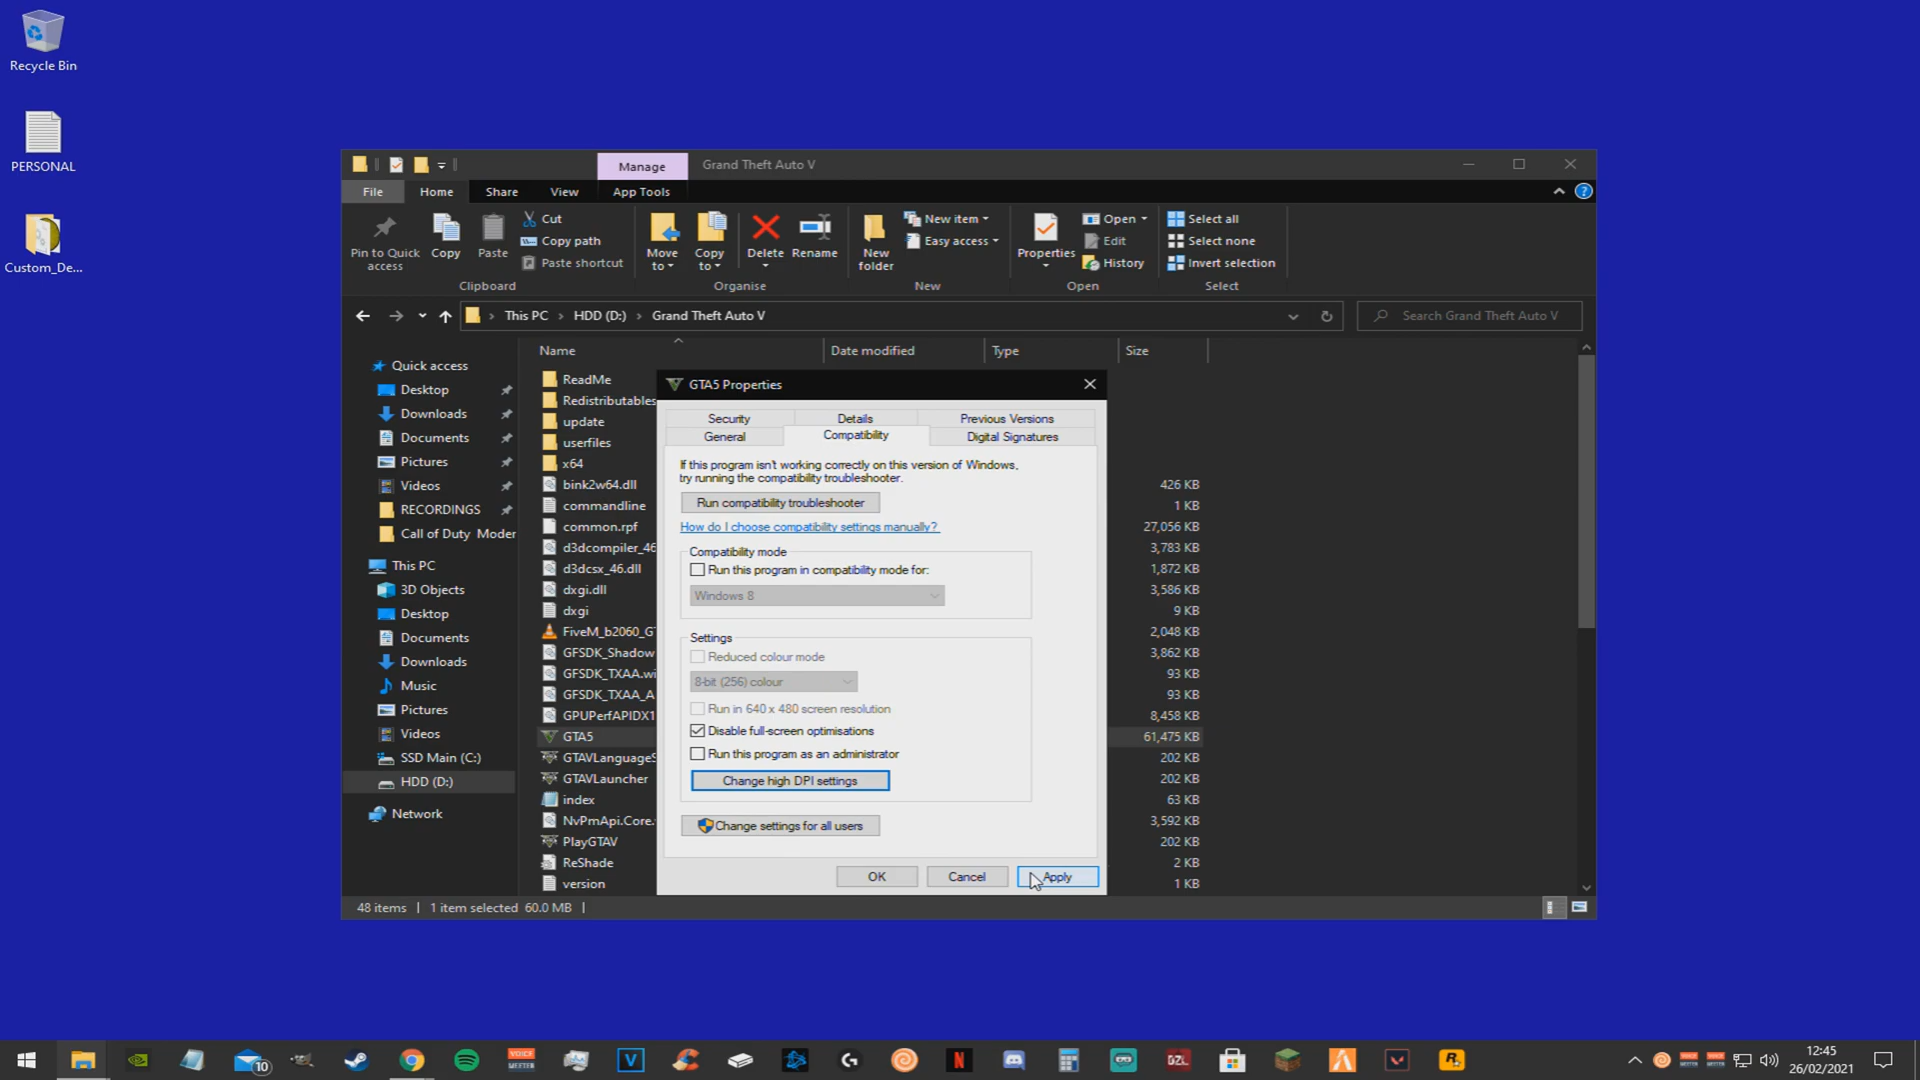 Recycle Bin
PERSONAL
Custom_De...
Manage
Grand Theft Auto V
File
Home
Share
View
App Tools
Pin to Quick access
Copy
Paste
Cut
Copy path
Paste shortcut
Clipboard
Move to
Copy to
Delete
Rename
Organise
New folder
New item
Easy access
New
Properties
Open
Edit
History
Open
Select all
Select none
Invert selection
Select
This PC
HDD (D:)
Grand Theft Auto V
Search Grand Theft Auto V
Name
Date modified
Type
Size
Quick access
Desktop
Downloads
Documents
Pictures
Videos
RECORDINGS
Call of Duty Moder
This PC
3D Objects
Desktop
Documents
Downloads
Music
Pictures
Videos
SSD Main (C:)
HDD (D:)
Network
ReadMe
Redistributables
update
userfiles
x64
bink2w64.dll 426 KB
commandline 1 KB
common.rpf 27,056 KB
d3dcompiler_46 3,783 KB
d3dcsx_46.dll 1,872 KB
dxgi.dll 3,586 KB
dxgi 9 KB
FiveM_b2060_GT 2,048 KB
GFSDK_Shadow 3,862 KB
GFSDK_TXAA.wi 93 KB
GFSDK_TXAA_A 93 KB
GPUPerfAPIDX1 8,458 KB
GTA5 61,475 KB
GTAVLanguageS 202 KB
GTAVLauncher 202 KB
index 63 KB
NvPmApi.Core. 3,592 KB
PlayGTAV 202 KB
ReShade 2 KB
version 1 KB
GTA5 Properties
Security
Details
Previous Versions
General
Compatibility
Digital Signatures
If this program isn't working correctly on this version of Windows,
try running the compatibility troubleshooter.
Run compatibility troubleshooter
How do I choose compatibility settings manually?
Compatibility mode
Run this program in compatibility mode for:
Windows 8
Settings
Reduced colour mode
8-bit (256) colour
Run in 640 x 480 screen resolution
Disable full-screen optimisations
Run this program as an administrator
Change high DPI settings
Change settings for all users
OK
Cancel
Apply
48 items
1 item selected 60.0 MB
10
VOICE
MEETER
V
G
N
DZL
R
12:45
26/02/2021